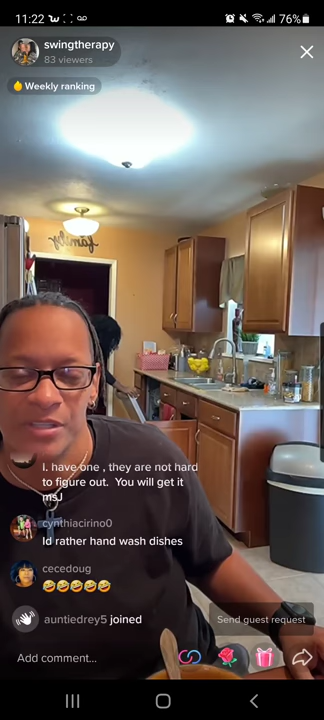 11:22
76%
swingtherapy
83 viewers
Weekly ranking
family
I. have one , they are not hard
to figure out. You will get it
msJ
cynthiacirino0
Id rather hand wash dishes
cecedoug
🤣🤣🤣🤣🤣
auntiedrey5 joined
Send guest request
Add comment...